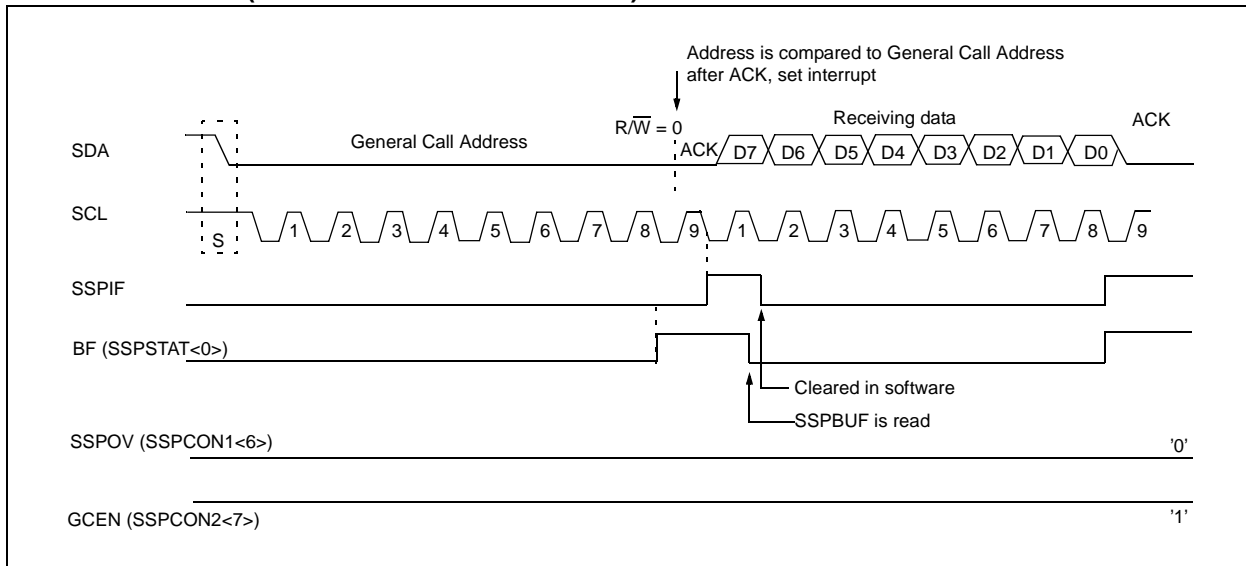 Address is compared to General Call Address
after ACK, set interrupt
R/W = 0
Receiving data
ACK
SDA
General Call Address
ACK D7 D6 D5 D4 D3 D2 D1 D0
SCL
S
1 2 3 4 5 6 7 8 9 1 2 3 4 5 6 7 8 9
SSPIF
BF (SSPSTAT<0>)
Cleared in software
SSPBUF is read
SSPOV (SSPCON1<6>)
'0'
GCEN (SSPCON2<7>)
'1'